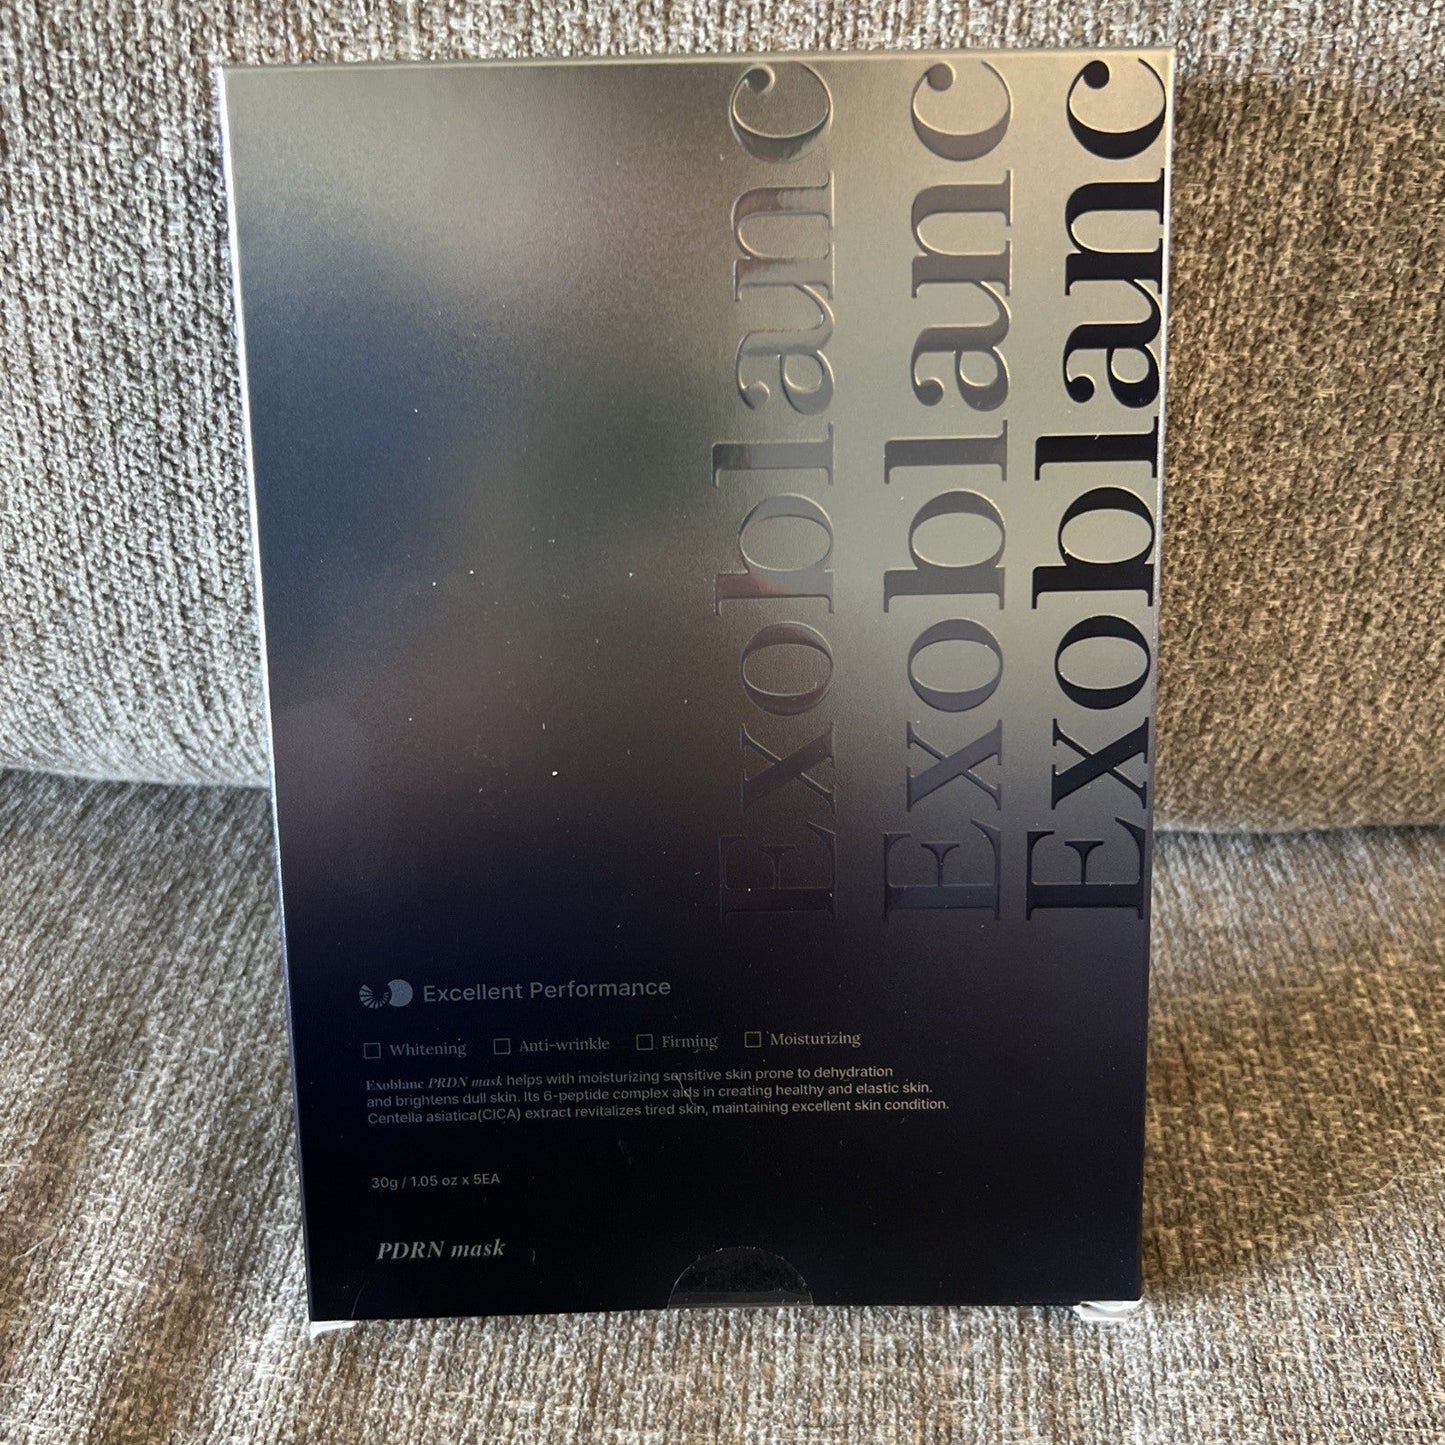 Exoblanc
Exoblanc
Exoblanc
Excellent Performance
☐ Whitening ☐ Anti-wrinkle ☐ Firming ☐ Moisturizing
Exoblanc PRDN mask helps with moisturizing sensitive skin prone to dehydration
and brightens dull skin. Its 6-peptide complex aids in creating healthy and elastic skin.
Centella asiatica(CICA) extract revitalizes tired skin, maintaining excellent skin condition.
30g / 1.05 oz x 5EA
PDRN mask